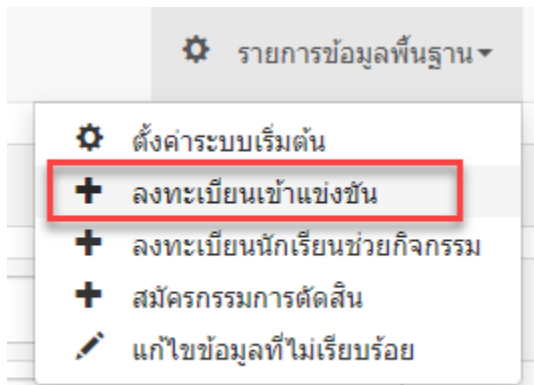 รายการข้อมูลพื้นฐาน
ตั้งค่าระบบเริ่มต้น
ลงทะเบียนเข้าแข่งขัน
ลงทะเบียนนักเรียนช่วยกิจกรรม
สมัครกรรมการตัดสิน
แก้ไขข้อมูลที่ไม่เรียบร้อย